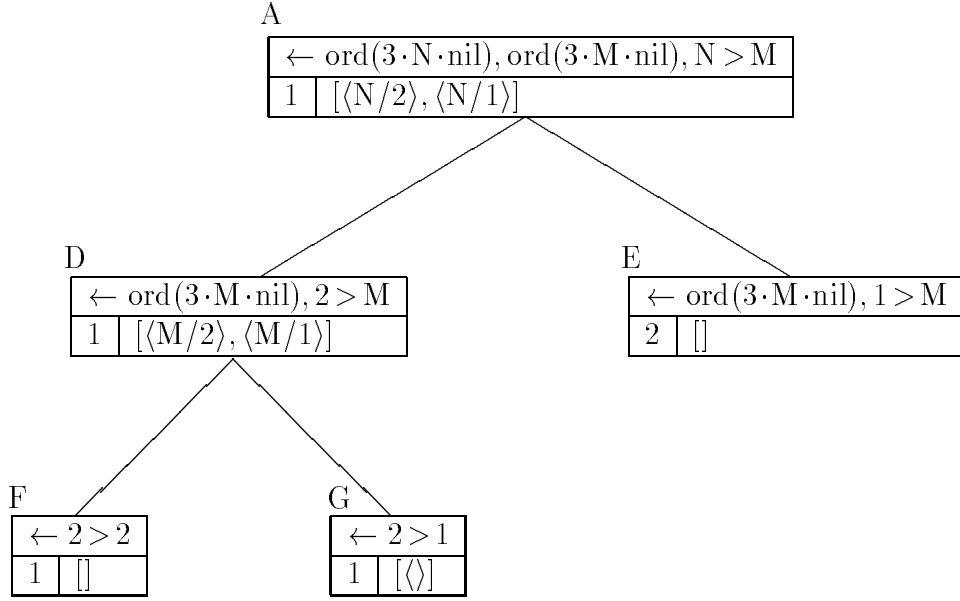 A
← ord(3·N·nil), ord(3·M·nil), N > M
1 [⟨N/2⟩, ⟨N/1⟩]
D
← ord(3·M·nil), 2 > M
1 [⟨M/2⟩, ⟨M/1⟩]
E
← ord(3·M·nil), 1 > M
2 []
F
← 2 > 2
1 []
G
← 2 > 1
1 [⟨⟩]